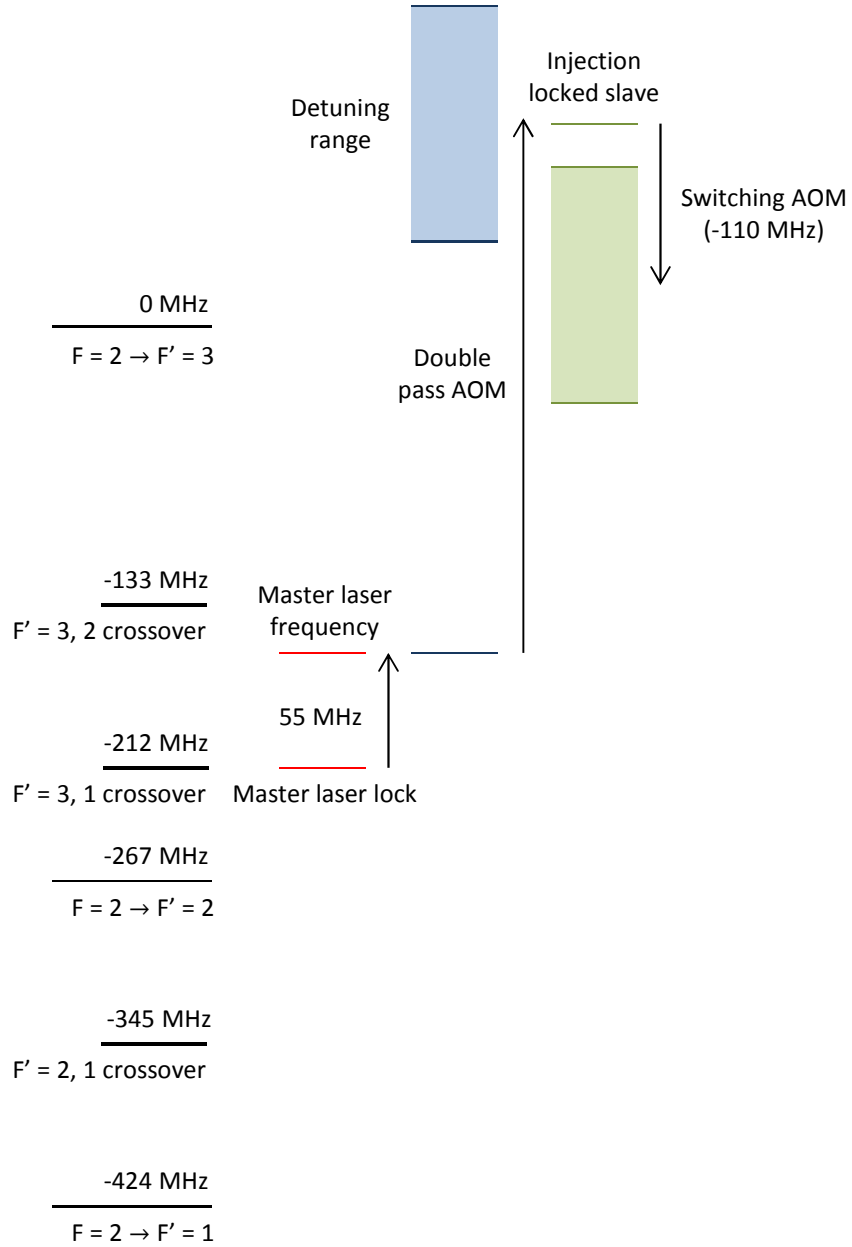 Injection
locked slave
Detuning
range
Switching AOM
(-110 MHz)
0 MHz
F = 2 → F’ = 3
Double
pass AOM
-133 MHz
F’ = 3, 2 crossover
Master laser
frequency
55 MHz
-212 MHz
F’ = 3, 1 crossover
Master laser lock
-267 MHz
F = 2 → F’ = 2
-345 MHz
F’ = 2, 1 crossover
-424 MHz
F = 2 → F’ = 1